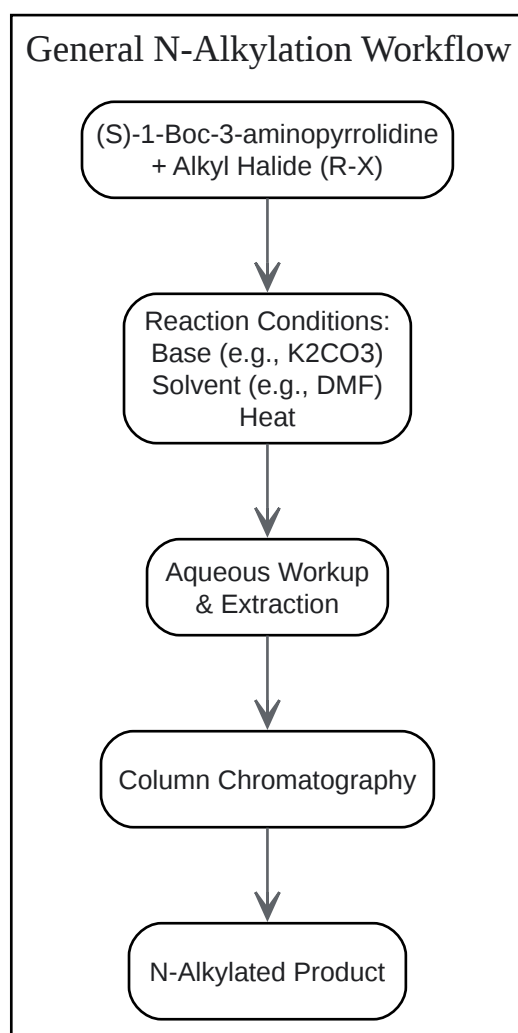 General N-Alkylation Workflow
(S)-1-Boc-3-aminopyrrolidine
+ Alkyl Halide (R-X)
Reaction Conditions:
Base (e.g., K2CO3)
Solvent (e.g., DMF)
Heat
Aqueous Workup
& Extraction
Column Chromatography
N-Alkylated Product